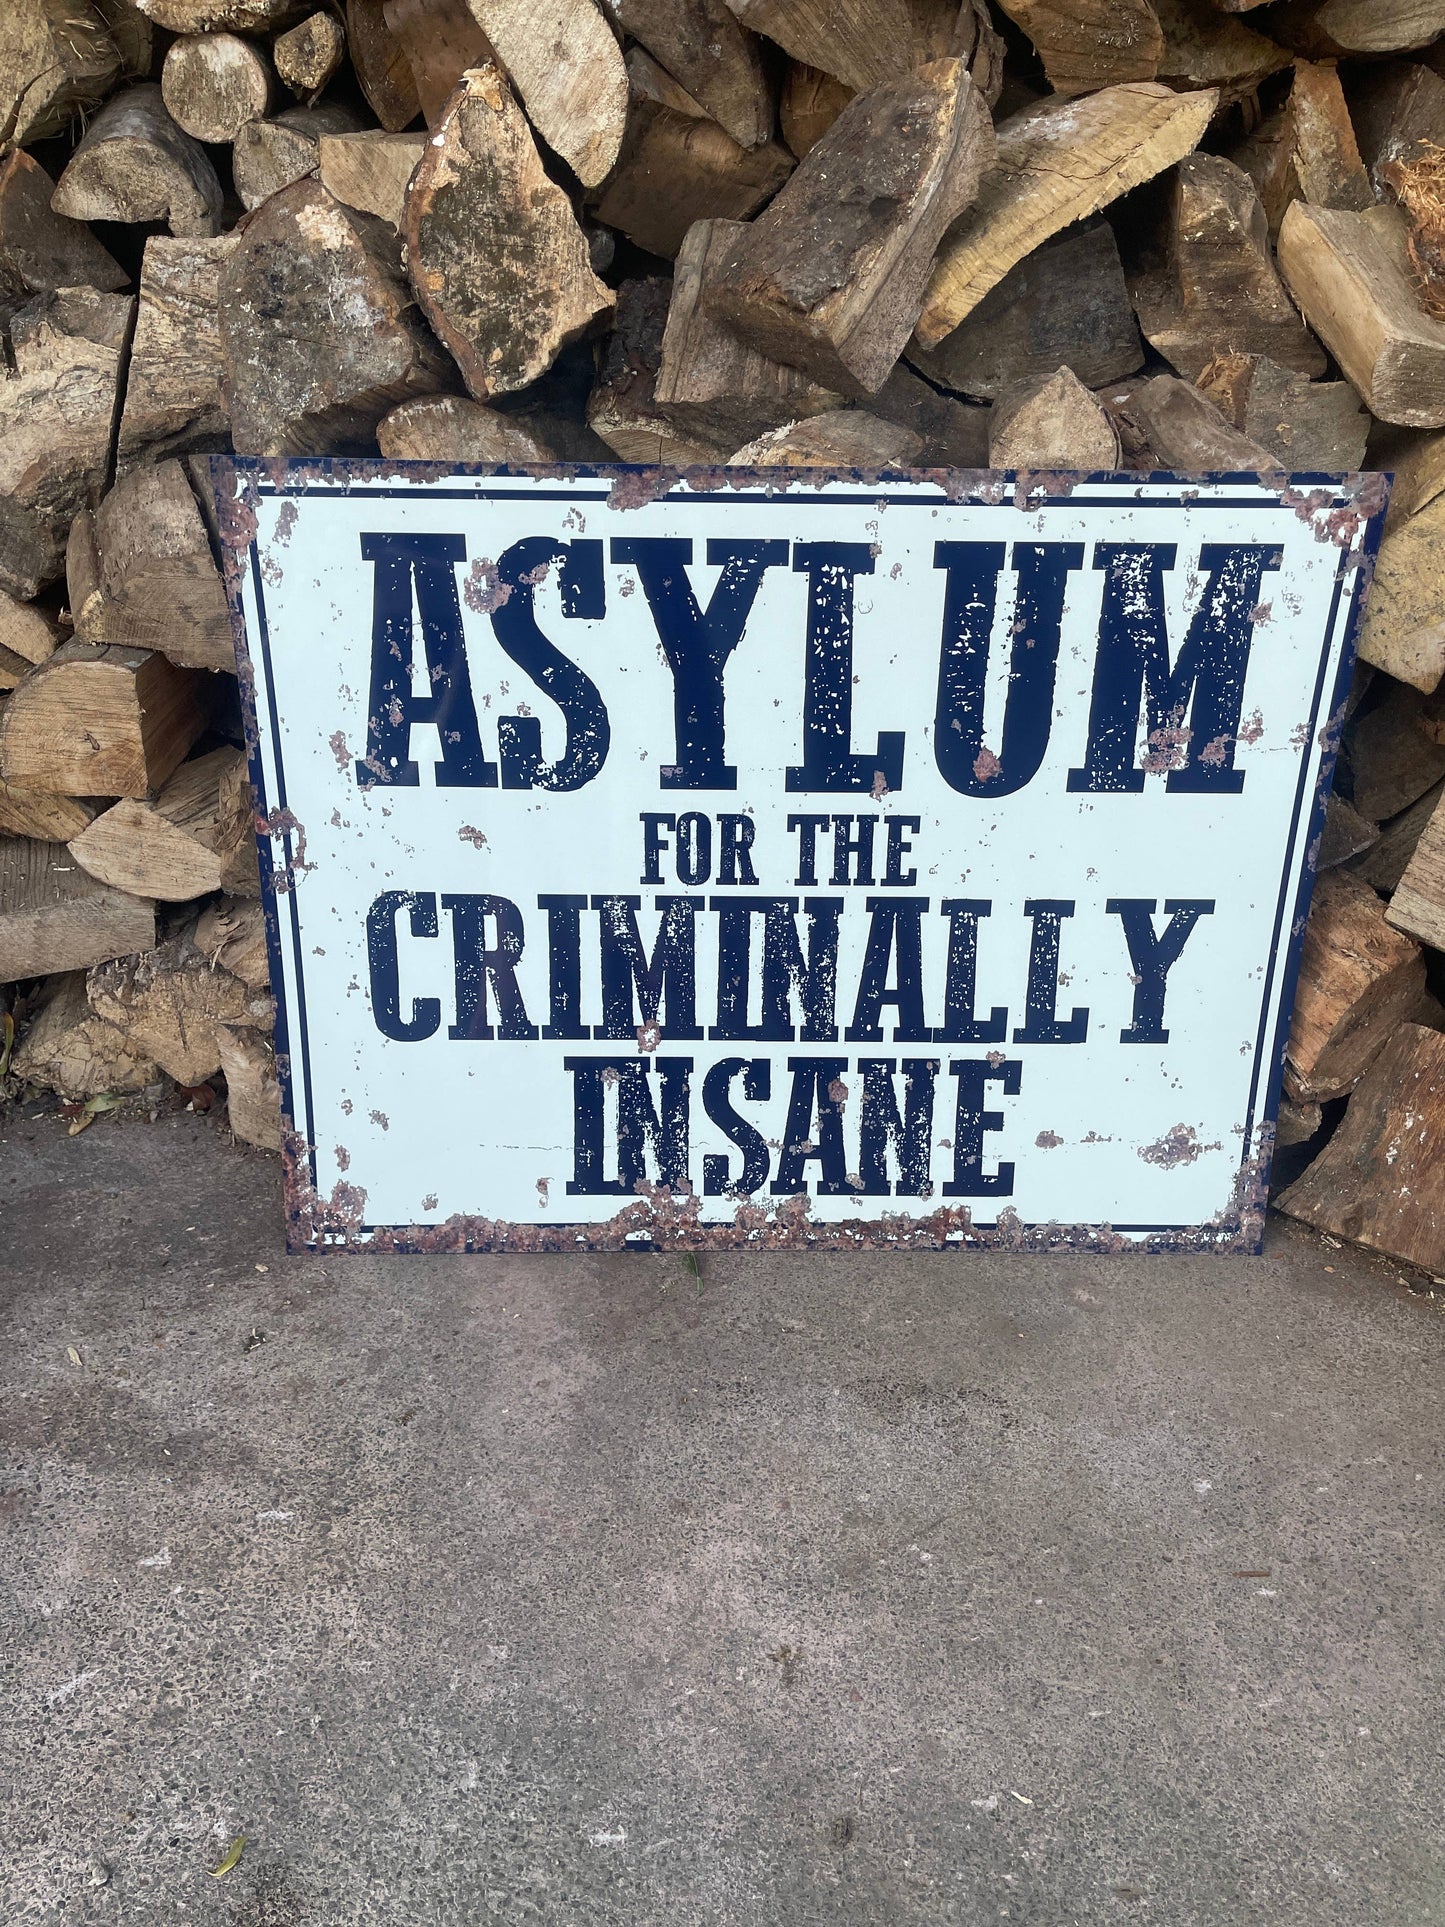 ASYLUM
FOR THE
CRIMINALLY
INSANE